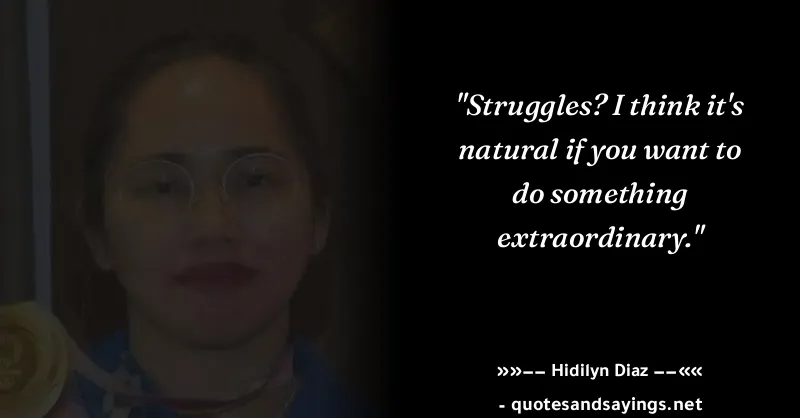 "Struggles? I think it's
natural if you want to
do something
extraordinary."
»»–– Hidilyn Diaz ––««
- quotesandsayings.net